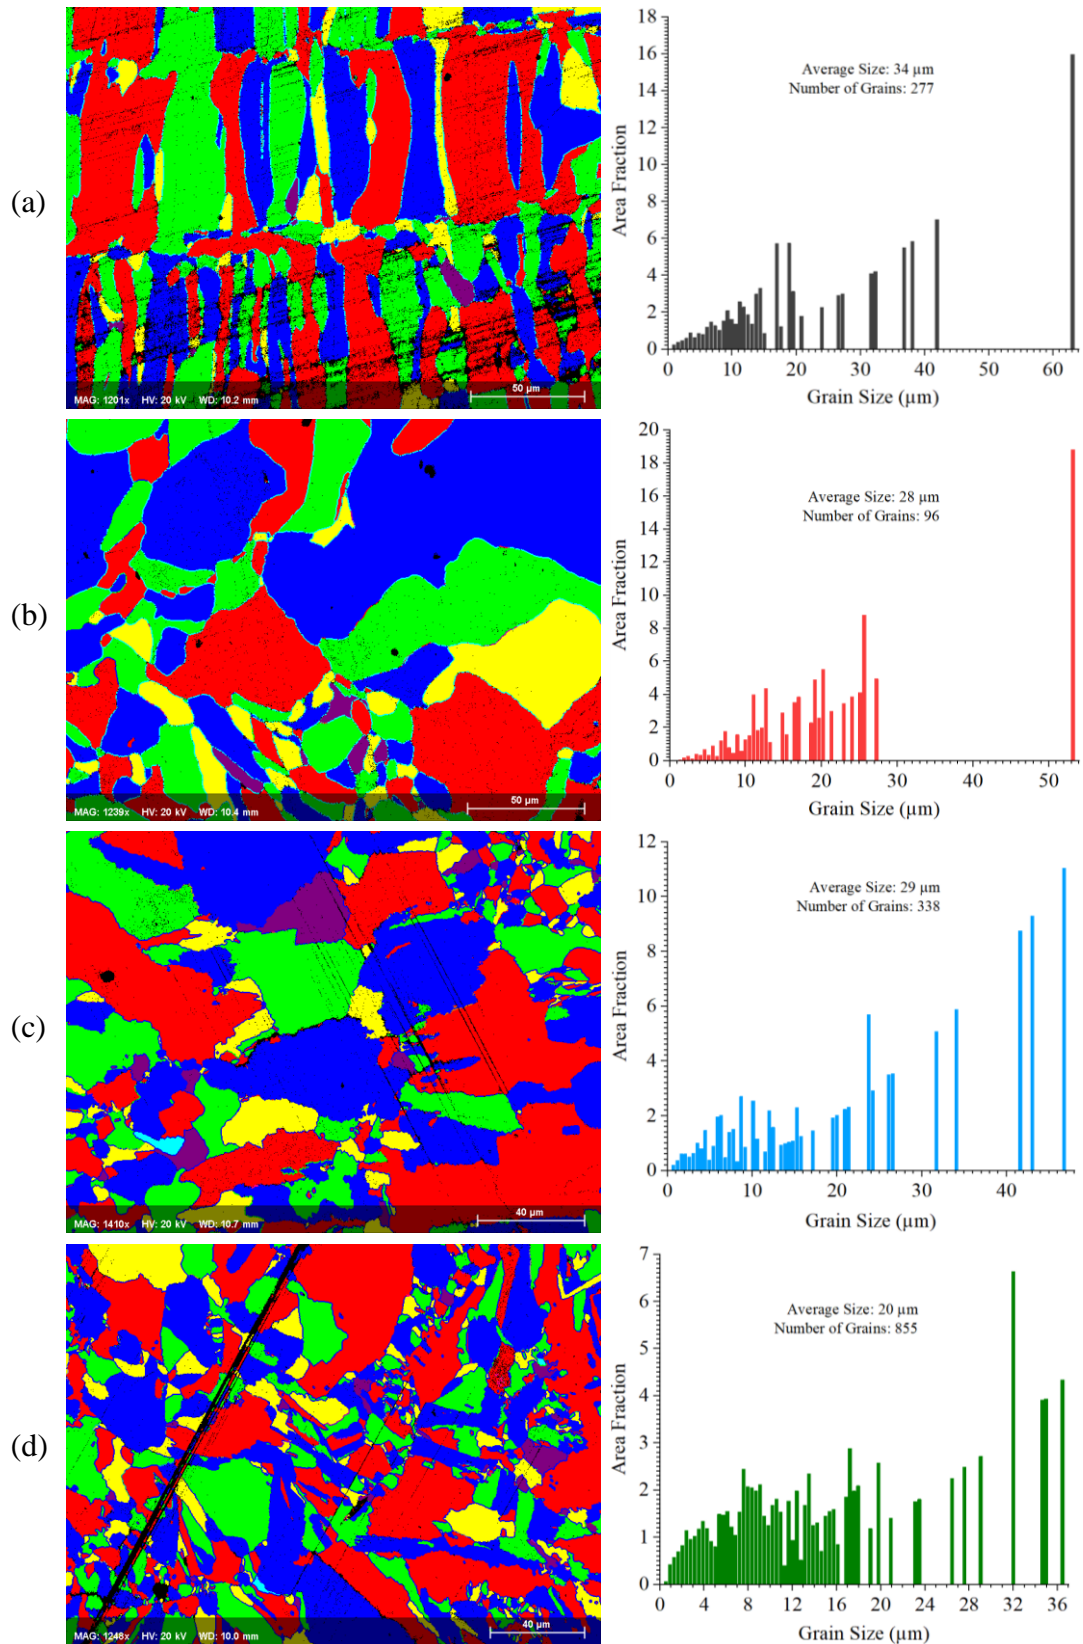 (a)
MAG: 1201x HV: 20 kV WD: 10.2 mm
50 µm
18
16
14
12
10
8
6
4
2
0
Average Size: 34 µm
Number of Grains: 277
Area Fraction
0 10 20 30 40 50 60
Grain Size (µm)
(b)
MAG: 1239x HV: 20 kV WD: 10.4 mm
50 µm
20
18
16
14
12
10
8
6
4
2
0
Average Size: 28 µm
Number of Grains: 96
Area Fraction
0 10 20 30 40 50
Grain Size (µm)
(c)
MAG: 1410x HV: 20 kV WD: 10.7 mm
40 µm
12
10
8
6
4
2
0
Average Size: 29 µm
Number of Grains: 338
Area Fraction
0 10 20 30 40
Grain Size (µm)
(d)
MAG: 1248x HV: 20 kV WD: 10.0 mm
40 µm
7
6
5
4
3
2
1
0
Average Size: 20 µm
Number of Grains: 855
Area Fraction
0 4 8 12 16 20 24 28 32 36
Grain Size (µm)